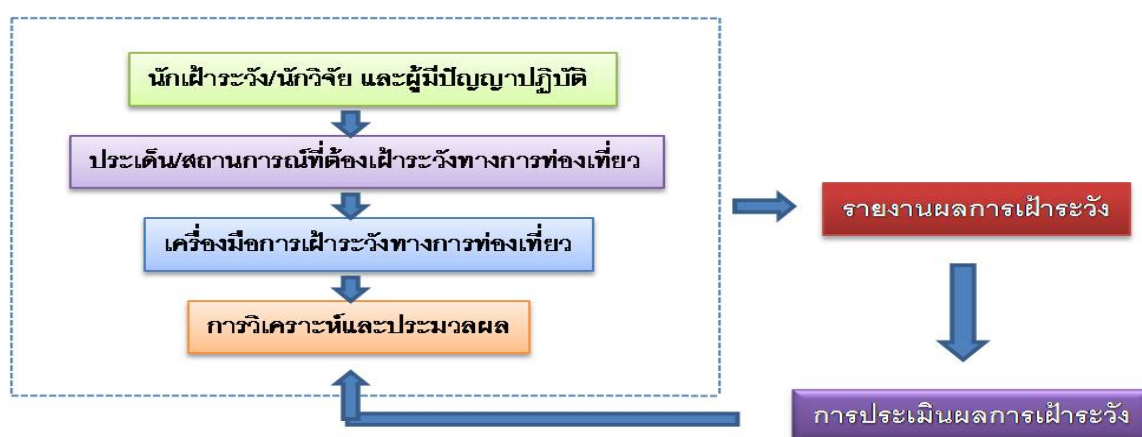 นักเฝ้าระวัง/นักวิจัย และผู้มีปัญญาปฏิบัติ
ประเด็น/สถานการณ์ที่ต้องเฝ้าระวังทางการท่องเที่ยว
เครื่องมือการเฝ้าระวังทางการท่องเที่ยว
การวิเคราะห์และประมวลผล
รายงานผลการเฝ้าระวัง
การประเมินผลการเฝ้าระวัง